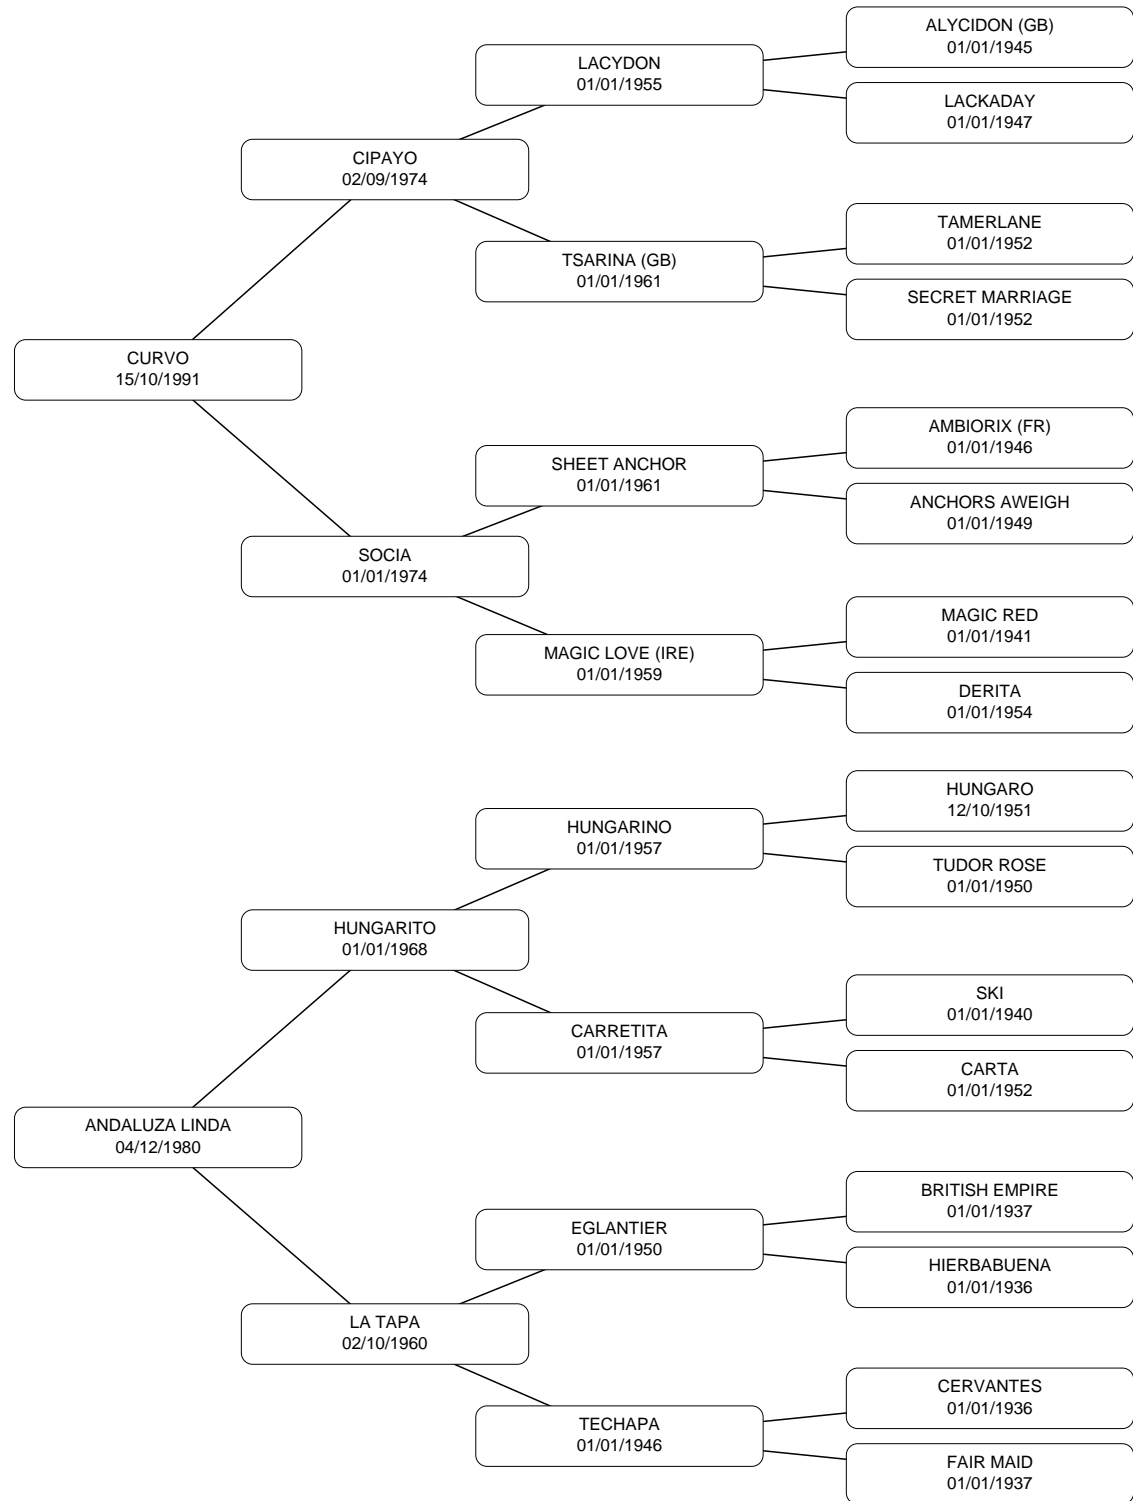 ALYCIDON (GB)
01/01/1945
LACYDON
01/01/1955
LACKADAY
01/01/1947
CIPAYO
02/09/1974
TAMERLANE
01/01/1952
TSARINA (GB)
01/01/1961
SECRET MARRIAGE
01/01/1952
CURVO
15/10/1991
AMBIORIX (FR)
01/01/1946
SHEET ANCHOR
01/01/1961
ANCHORS AWEIGH
01/01/1949
SOCIA
01/01/1974
MAGIC RED
01/01/1941
MAGIC LOVE (IRE)
01/01/1959
DERITA
01/01/1954
HUNGARO
12/10/1951
HUNGARINO
01/01/1957
TUDOR ROSE
01/01/1950
HUNGARITO
01/01/1968
SKI
01/01/1940
CARRETITA
01/01/1957
CARTA
01/01/1952
ANDALUZA LINDA
04/12/1980
BRITISH EMPIRE
01/01/1937
EGLANTIER
01/01/1950
HIERBABUENA
01/01/1936
LA TAPA
02/10/1960
CERVANTES
01/01/1936
TECHAPA
01/01/1946
FAIR MAID
01/01/1937